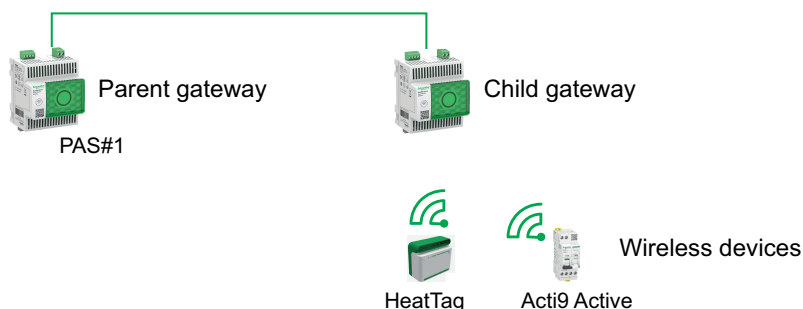 Parent gateway
Child gateway
PAS#1
Wireless devices
HeatTag
Acti9 Active